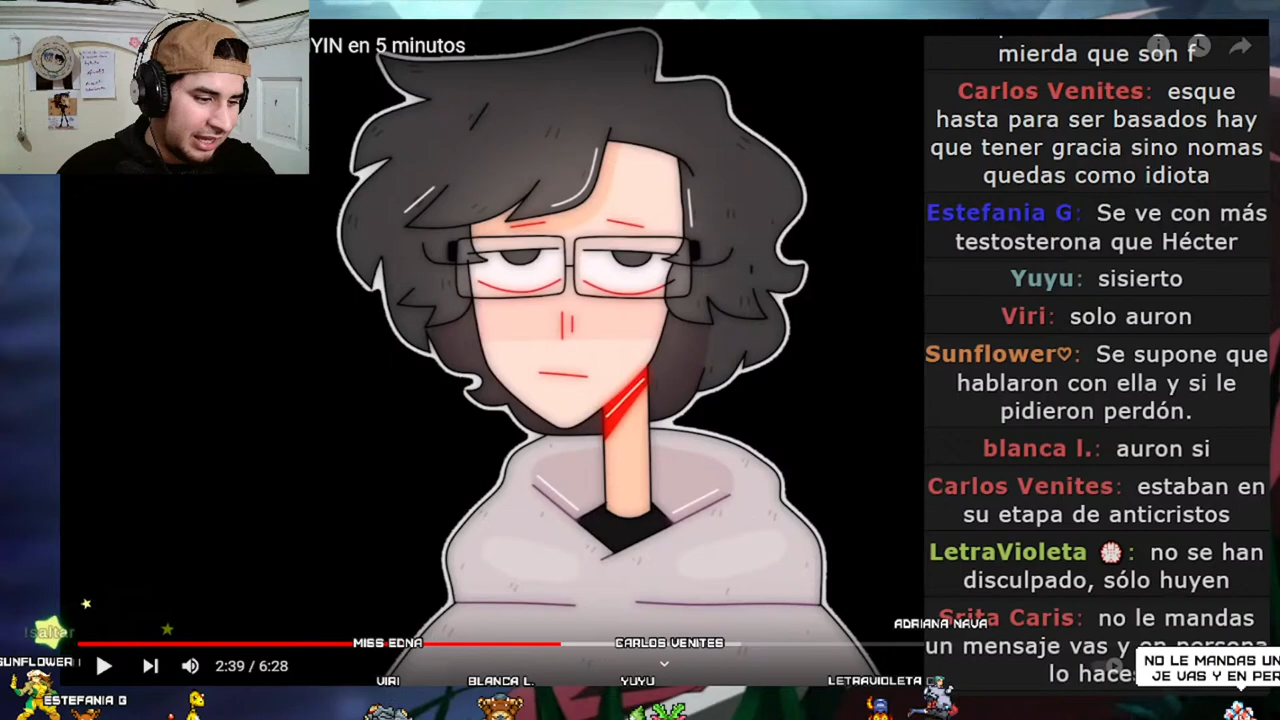 YIN en 5 minutos
mierda que son f
Carlos Venites: esque
hasta para ser basados hay
que tener gracia sino nomas
quedas como idiota
Estefania G: Se ve con más
testosterona que Hécter
Yuyu: sisierto
Viri: solo auron
Sunflower♡: Se supone que
hablaron con ella y si le
pidieron perdón.
blanca l.: auron si
Carlos Venites: estaban en
su etapa de anticristos
LetraVioleta : no se han
disculpado, sólo huyen
Srita Caris: no le mandas
un mensaje vas y en persona
lo haces
!salter
MISS EDNA
CARLOS VENITES
ADRIANA NAVA
SUNFLOWER
2:39 / 6:28
VIRI
BLANCA L.
YUYU
LETRAVIOLETA
NO LE MANDAS UN
JE VAS Y EN PER
ESTEFANIA G